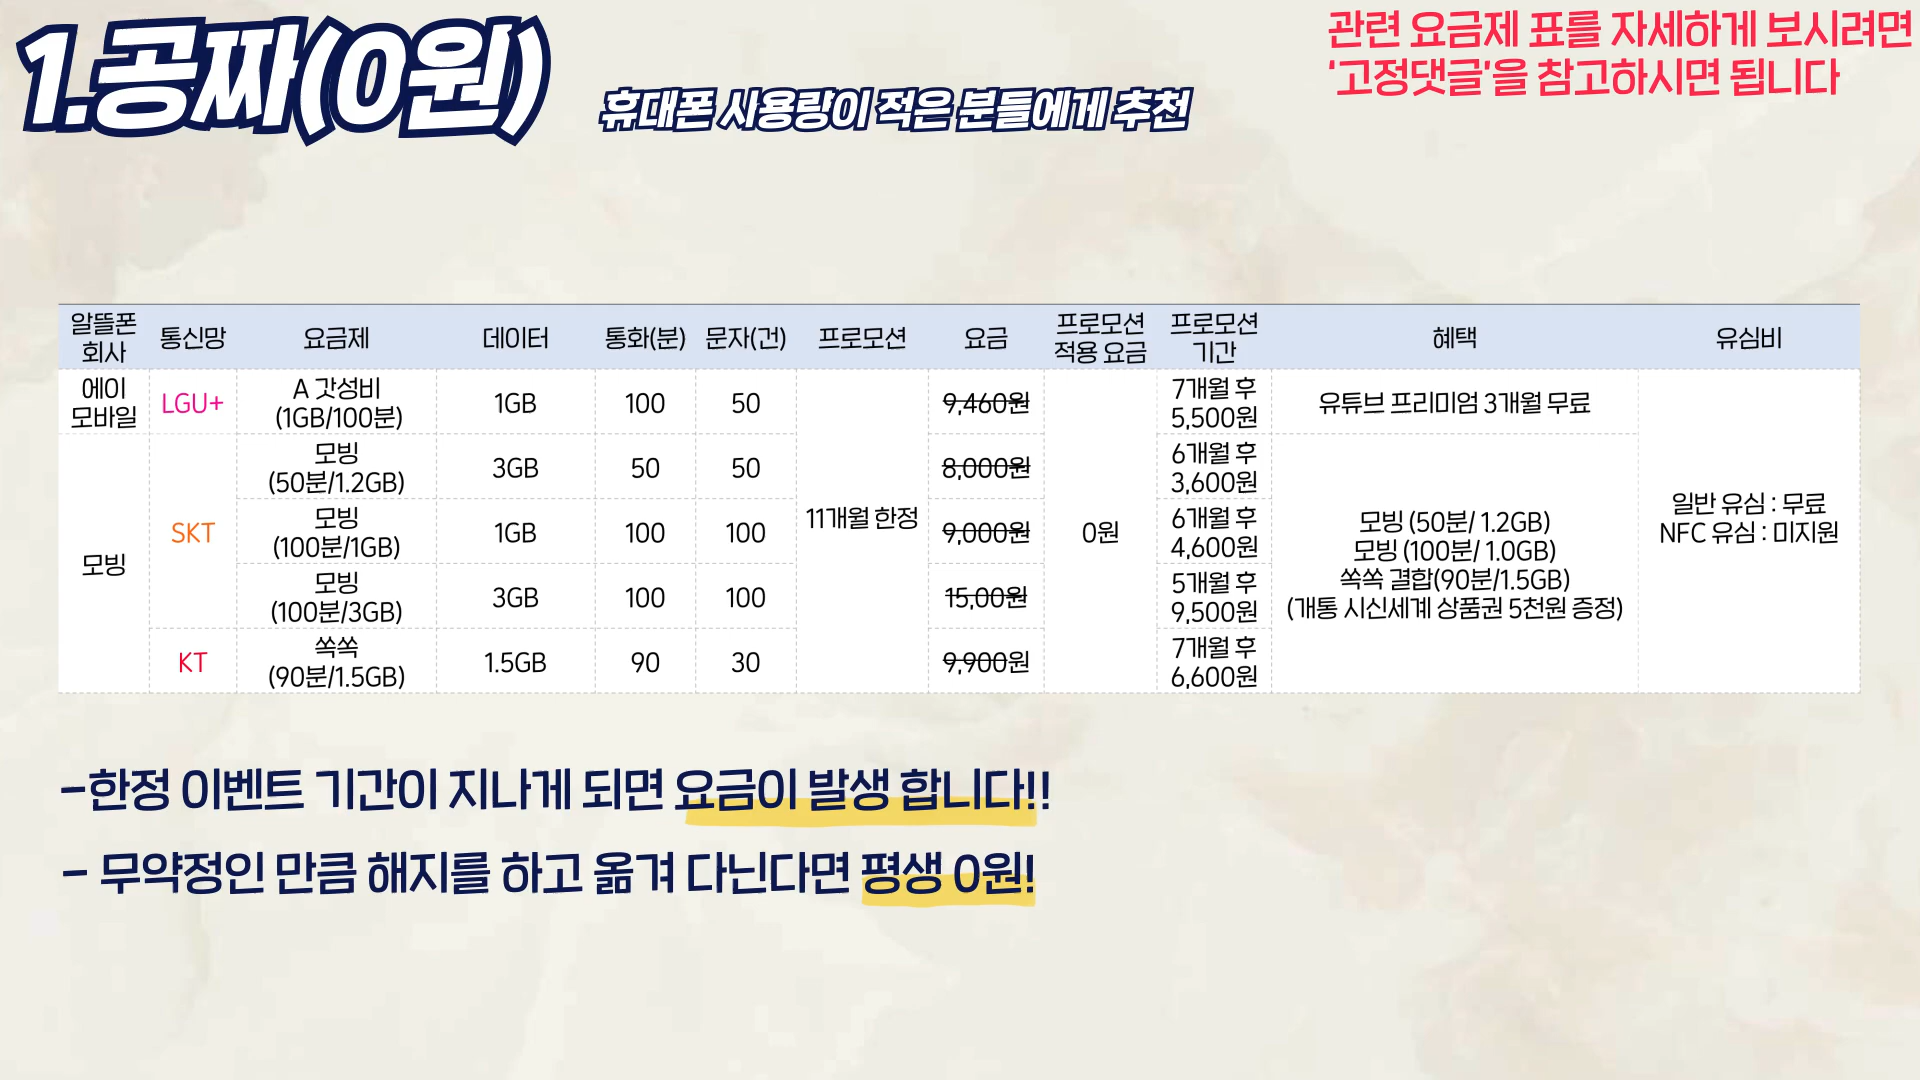 1.공짜(0원)
휴대폰 사용량이 적은 분들에게 추천
관련 요금제 표를 자세하게 보시려면
'고정댓글'을 참고하시면 됩니다
알뜰폰 회사 통신망 요금제 데이터 통화(분) 문자(건) 프로모션 요금 프로모션 적용 요금 프로모션 기간 혜택 유심비
에이 모바일 LGU+ A 갓성비 (1GB/100분) 1GB 100 50 11개월 한정 9,460원 0원 7개월 후 5,500원 유튜브 프리미엄 3개월 무료 일반 유심 : 무료 NFC 유심 : 미지원
모빙 SKT 모빙 (50분/1.2GB) 3GB 50 50 8,000원 6개월 후 3,600원 모빙 (50분/ 1.2GB) 모빙 (100분/ 1.0GB) 쏙쏙 결합(90분/1.5GB) (개통 시신세계 상품권 5천원 증정)
모빙 (100분/1GB) 1GB 100 100 9,000원 6개월 후 4,600원
모빙 (100분/3GB) 3GB 100 100 15,00원 5개월 후 9,500원
KT 쏙쏙 (90분/1.5GB) 1.5GB 90 30 9,900원 7개월 후 6,600원
-한정 이벤트 기간이 지나게 되면 요금이 발생 합니다!!
- 무약정인 만큼 해지를 하고 옮겨 다닌다면 평생 0원!